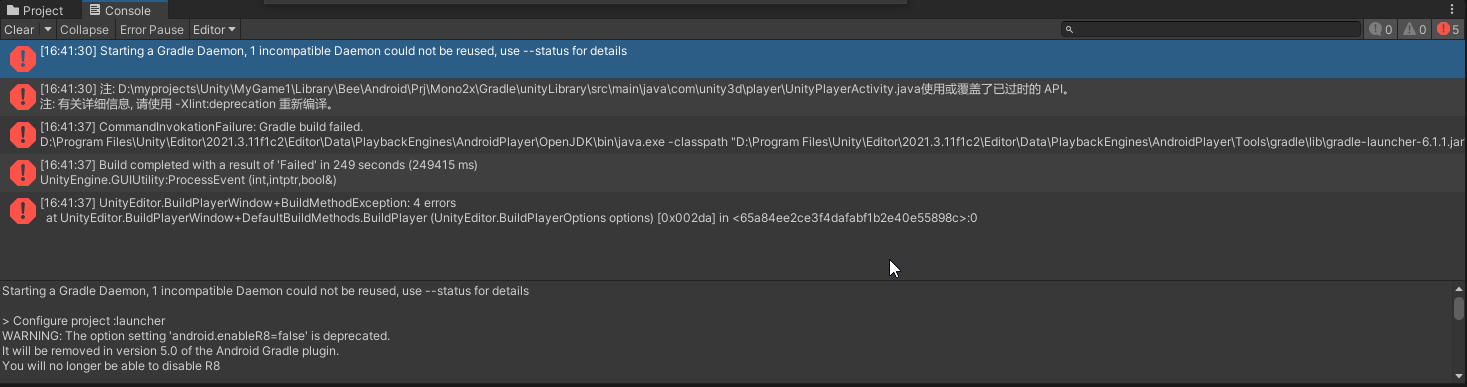 Project Console
Clear Collapse Error Pause Editor 0 0 5
[16:41:30] Starting a Gradle Daemon, 1 incompatible Daemon could not be reused, use --status for details
[16:41:30] 注: D:\myprojects\Unity\MyGame1\Library\Bee\Android\Prj\Mono2x\Gradle\unityLibrary\src\main\java\com\unity3d\player\UnityPlayerActivity.java使用或覆盖了已过时的 API。
注: 有关详细信息, 请使用 -Xlint:deprecation 重新编译。
[16:41:37] CommandInvokationFailure: Gradle build failed.
D:\Program Files\Unity\Editor\2021.3.11f1c2\Editor\Data\PlaybackEngines\AndroidPlayer\OpenJDK\bin\java.exe -classpath "D:\Program Files\Unity\Editor\2021.3.11f1c2\Editor\Data\PlaybackEngines\AndroidPlayer\Tools\gradle\lib\gradle-launcher-6.1.1.jar
[16:41:37] Build completed with a result of 'Failed' in 249 seconds (249415 ms)
UnityEngine.GUIUtility:ProcessEvent (int,intptr,bool&)
[16:41:37] UnityEditor.BuildPlayerWindow+BuildMethodException: 4 errors
at UnityEditor.BuildPlayerWindow+DefaultBuildMethods.BuildPlayer (UnityEditor.BuildPlayerOptions options) [0x002da] in <65a84ee2ce3f4dafabf1b2e40e55898c>:0
Starting a Gradle Daemon, 1 incompatible Daemon could not be reused, use --status for details
> Configure project :launcher
WARNING: The option setting 'android.enableR8=false' is deprecated.
It will be removed in version 5.0 of the Android Gradle plugin.
You will no longer be able to disable R8